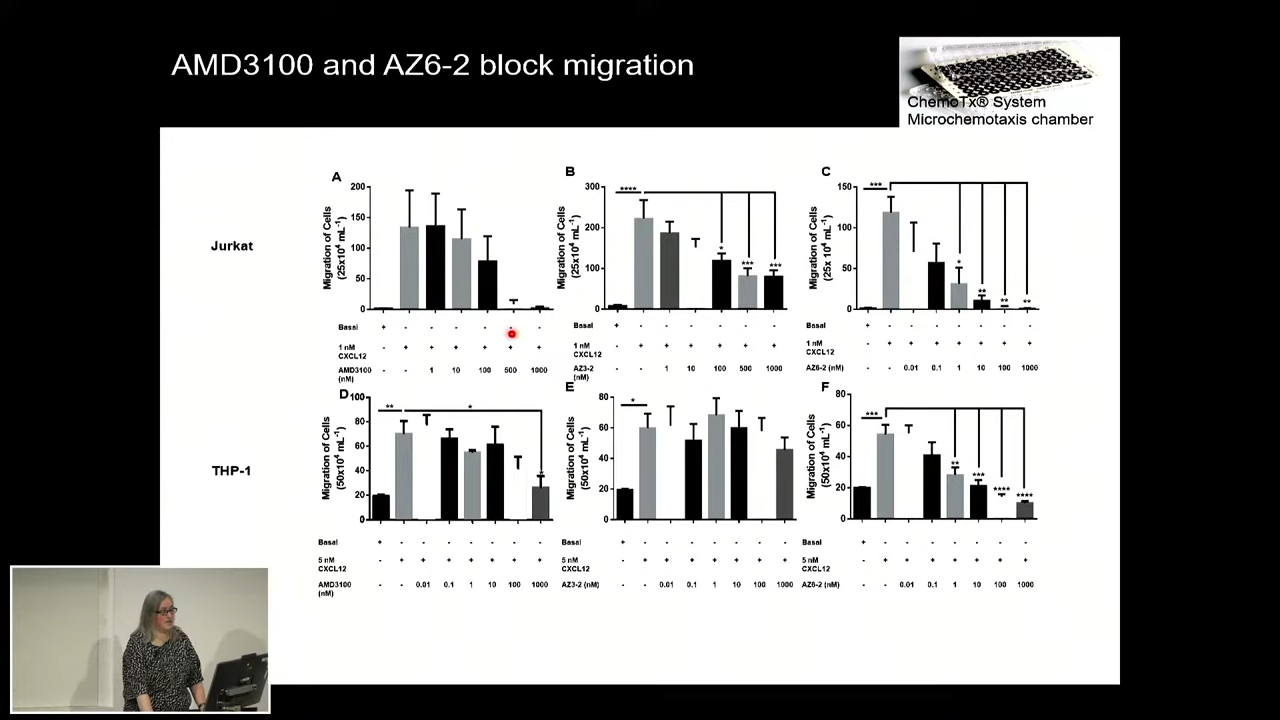 AMD3100 and AZ6-2 block migration
ChemoTx® System
Microchemotaxis chamber
Jurkat
A
Migration of Cells
(25x10⁴ mL⁻¹)
200
150
100
50
0
Basal + - - - - - -
1 nM - + + + + + +
CXCL12
AMD3100 - - 1 10 100 500 1000
(nM)
B
Migration of Cells
(25x10⁴ mL⁻¹)
300
200
100
0
****
*
***
***
Basal + - - - - - -
1 nM - + + + + + +
CXCL12
AZ3-2 - - 1 10 100 500 1000
(nM)
C
Migration of Cells
(25x 10⁴ mL⁻¹)
150
100
50
0
***
*
**
**
**
Basal + - - - - - - -
1 nM - + + + + + + +
CXCL12
AZ6-2 (nM) - - 0.01 0.1 1 10 100 1000
THP-1
D
Migration of Cells
(50x10⁴ mL⁻¹)
100
80
60
40
20
0
**
*
*
Basal + - - - - - - -
5 nM - + + + + + + +
CXCL12
AMD3100 - - 0.01 0.1 1 10 100 1000
(nM)
E
Migration of Cells
(50x10⁴ mL⁻¹)
80
60
40
20
0
*
Basal + - - - - - - -
5 nM - + + + + + + +
CXCL12
AZ3-2 (nM) - - 0.01 0.1 1 10 100 1000
F
Migration of Cells
(50x10⁴ mL⁻¹)
80
60
40
20
0
***
**
***
****
****
Basal + - - - - - - -
5 nM - + + + + + + +
CXCL12
AZ6-2 (nM) - - 0.01 0.1 1 10 100 1000